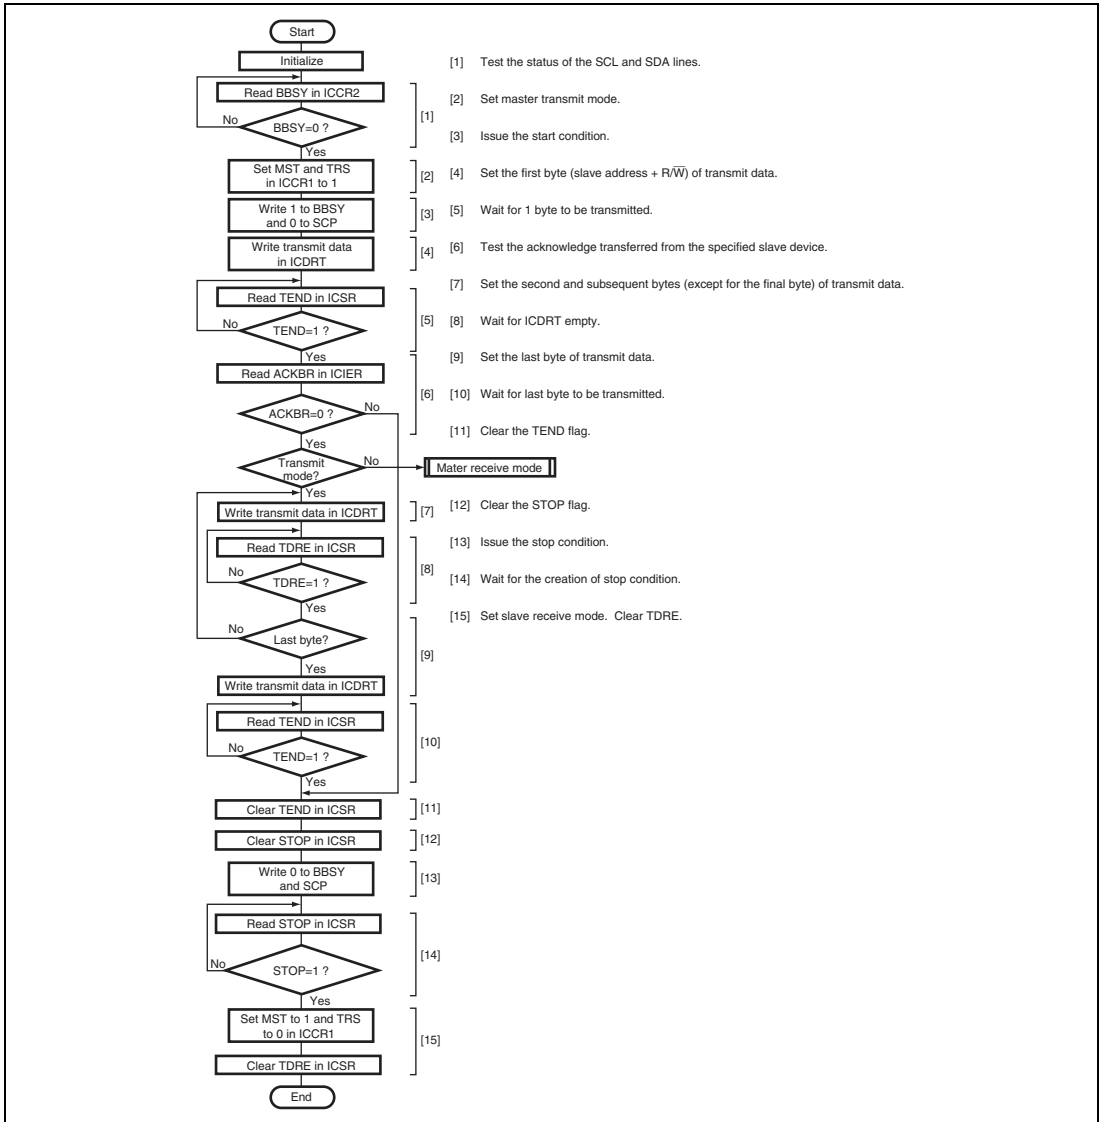 Start
Initialize
Read BBSY in ICCR2
BBSY=0 ?
No
Yes
[1]
Set MST and TRS
in ICCR1 to 1
[2]
Write 1 to BBSY
and 0 to SCP
[3]
Write transmit data
in ICDRT
[4]
Read TEND in ICSR
TEND=1 ?
No
Yes
[5]
Read ACKBR in ICIER
ACKBR=0 ?
No
Yes
[6]
Transmit
mode?
No
Yes
Mater receive mode
Write transmit data in ICDRT
[7]
Read TDRE in ICSR
TDRE=1 ?
No
Yes
[8]
Last byte?
No
Yes
[9]
Write transmit data in ICDRT
Read TEND in ICSR
TEND=1 ?
No
Yes
[10]
Clear TEND in ICSR
[11]
Clear STOP in ICSR
[12]
Write 0 to BBSY
and SCP
[13]
Read STOP in ICSR
STOP=1 ?
No
Yes
[14]
Set MST to 1 and TRS
to 0 in ICCR1
[15]
Clear TDRE in ICSR
End
[1] Test the status of the SCL and SDA lines.
[2] Set master transmit mode.
[3] Issue the start condition.
[4] Set the first byte (slave address + R/W̅) of transmit data.
[5] Wait for 1 byte to be transmitted.
[6] Test the acknowledge transferred from the specified slave device.
[7] Set the second and subsequent bytes (except for the final byte) of transmit data.
[8] Wait for ICDRT empty.
[9] Set the last byte of transmit data.
[10] Wait for last byte to be transmitted.
[11] Clear the TEND flag.
[12] Clear the STOP flag.
[13] Issue the stop condition.
[14] Wait for the creation of stop condition.
[15] Set slave receive mode. Clear TDRE.